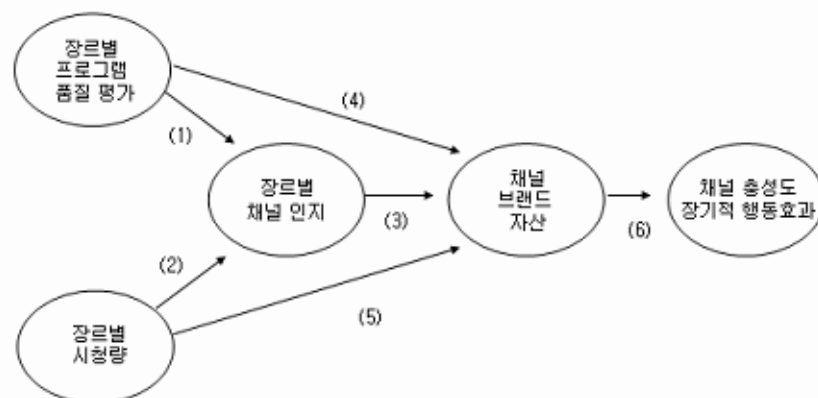 장르별
프로그램
품질 평가
(4)
(1)
장르별
채널 인지
(3)
채널
브랜드
자산
(6)
채널 충성도
장기적 행동효과
(2)
(5)
장르별
시청량